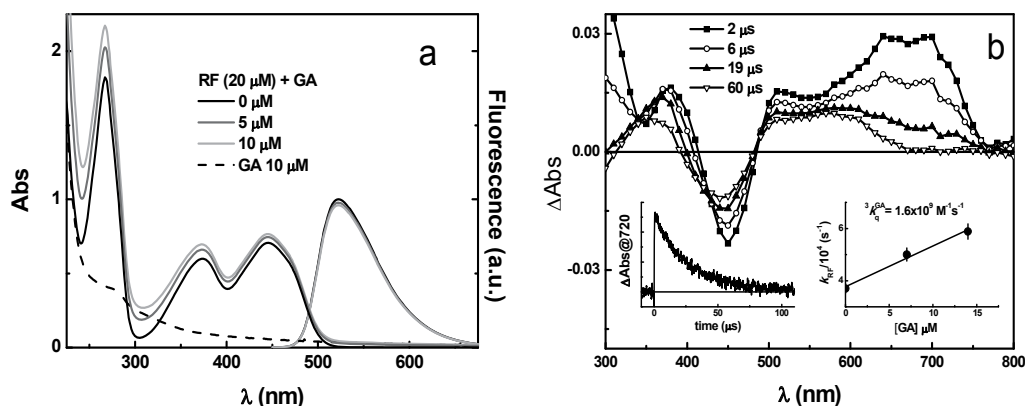 a
RF (20 μM) + GA
0 μM
5 μM
10 μM
GA 10 μM
Abs
2
1
0
300
400
500
600
λ (nm)
Fluorescence (a.u.)
b
2 μs
6 μs
19 μs
60 μs
ΔAbs
0.03
0.00
-0.03
ΔAbs@720
0
50
100
time (μs)
³k_q^GA = 1.6x10⁹ M⁻¹s⁻¹
k_RF/10⁴ (s⁻¹)
6
4
0
5
10
15
[GA] μM
300
400
500
600
700
800
λ (nm)